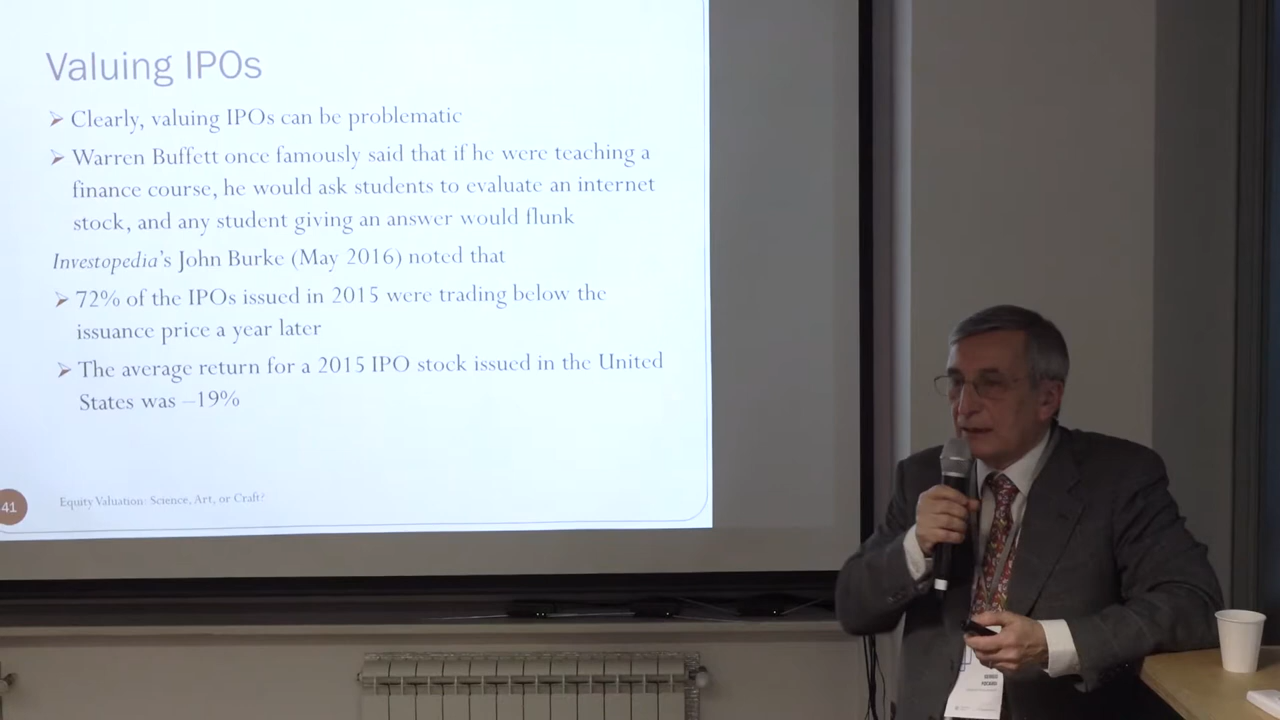 Valuing IPOs
Clearly, valuing IPOs can be problematic
Warren Buffett once famously said that if he were teaching a
finance course, he would ask students to evaluate an internet
stock, and any student giving an answer would flunk
Investopedia's John Burke (May 2016) noted that
72% of the IPOs issued in 2015 were trading below the
issuance price a year later
The average return for a 2015 IPO stock issued in the United
States was –19%
41
Equity Valuation: Science, Art, or Craft?
SERGIO
FOCARDI